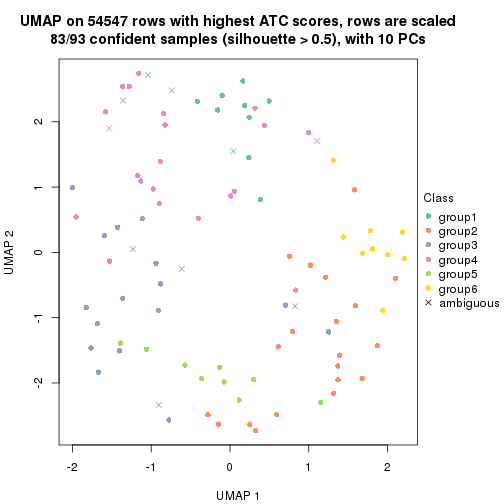 UMAP on 54547 rows with highest ATC scores, rows are scaled
83/93 confident samples (silhouette > 0.5), with 10 PCs
Class
group1
group2
group3
group4
group5
group6
ambiguous
UMAP 2
2
1
0
-1
-2
-2
-1
0
1
2
UMAP 1